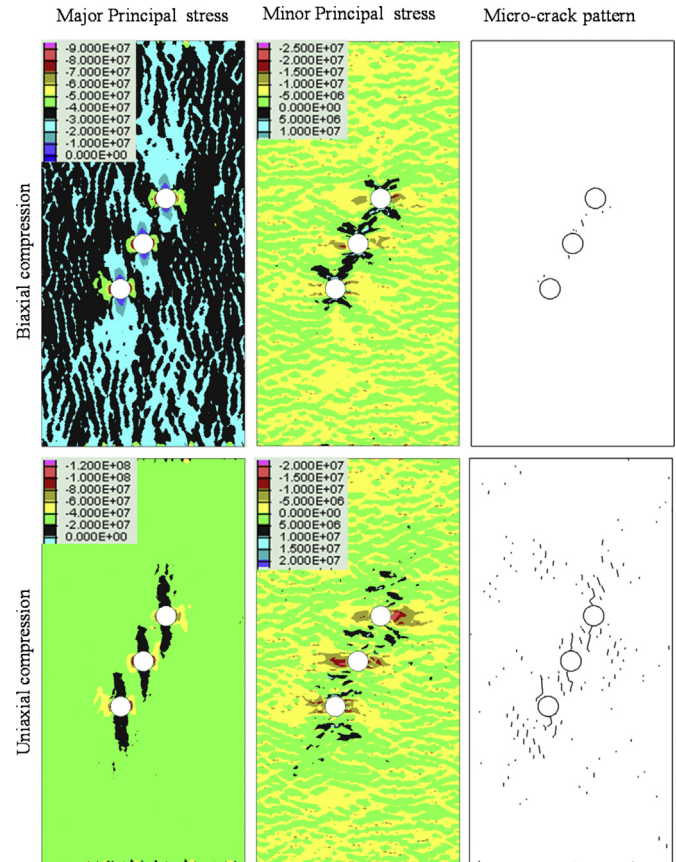 Major Principal stress
Minor Principal stress
Micro-crack pattern
Biaxial compression
-9.000E+07
-8.000E+07
-7.000E+07
-6.000E+07
-5.000E+07
-4.000E+07
-3.000E+07
-2.000E+07
-1.000E+07
0.000E+00
-2.500E+07
-2.000E+07
-1.500E+07
-1.000E+07
-5.000E+06
0.000E+00
5.000E+06
1.000E+07
Uniaxial compression
-1.200E+08
-1.000E+08
-8.000E+07
-6.000E+07
-4.000E+07
-2.000E+07
0.000E+00
-2.000E+07
-1.500E+07
-1.000E+07
-5.000E+06
0.000E+00
5.000E+06
1.000E+07
1.500E+07
2.000E+07